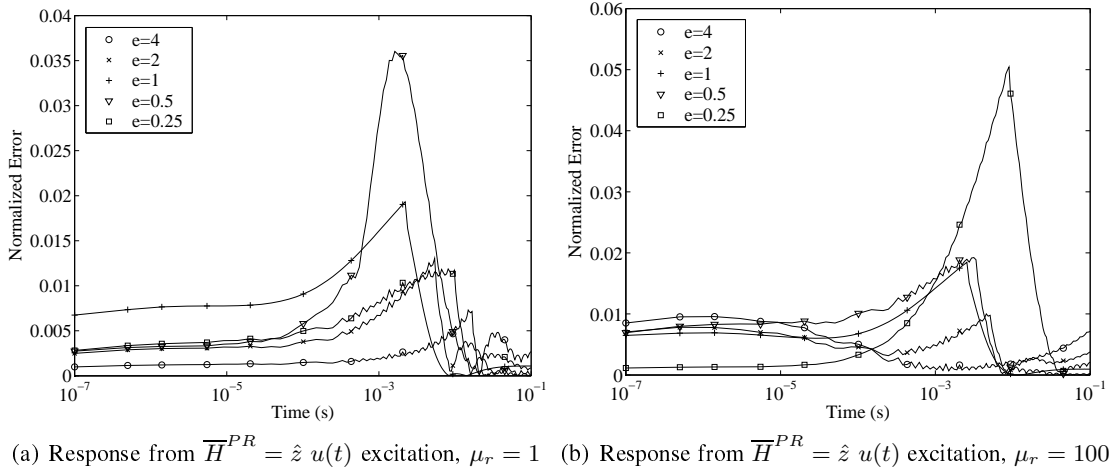 0.04
0.035
0.03
0.025
0.02
0.015
0.01
0.005
0
Normalized Error
e=4
e=2
e=1
e=0.5
e=0.25
10⁻⁷
10⁻⁵
10⁻³
10⁻¹
Time (s)
0.06
0.05
0.04
0.03
0.02
0.01
0
Normalized Error
e=4
e=2
e=1
e=0.5
e=0.25
10⁻⁷
10⁻⁵
10⁻³
10⁻¹
Time (s)
(a) Response from H̅ᴾᴿ = ẑ u(t) excitation, μᵣ = 1
(b) Response from H̅ᴾᴿ = ẑ u(t) excitation, μᵣ = 100